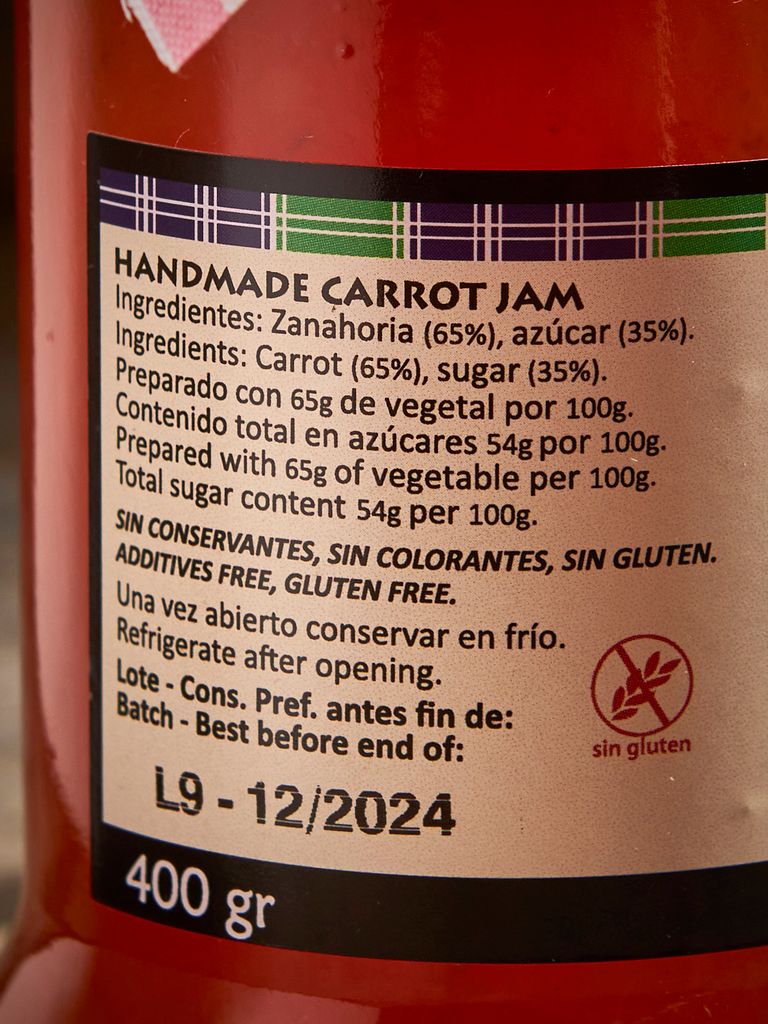 HANDMADE CARROT JAM
Ingredientes: Zanahoria (65%), azúcar (35%).
Ingredients: Carrot (65%), sugar (35%).
Preparado con 65g de vegetal por 100g.
Contenido total en azúcares 54g por 100g.
Prepared with 65g of vegetable per 100g.
Total sugar content 54g per 100g.
SIN CONSERVANTES, SIN COLORANTES, SIN GLUTEN.
ADDITIVES FREE, GLUTEN FREE.
Una vez abierto conservar en frío.
Refrigerate after opening.
Lote - Cons. Pref. antes fin de:
Batch - Best before end of:
sin gluten
L9 - 12/2024
400 gr